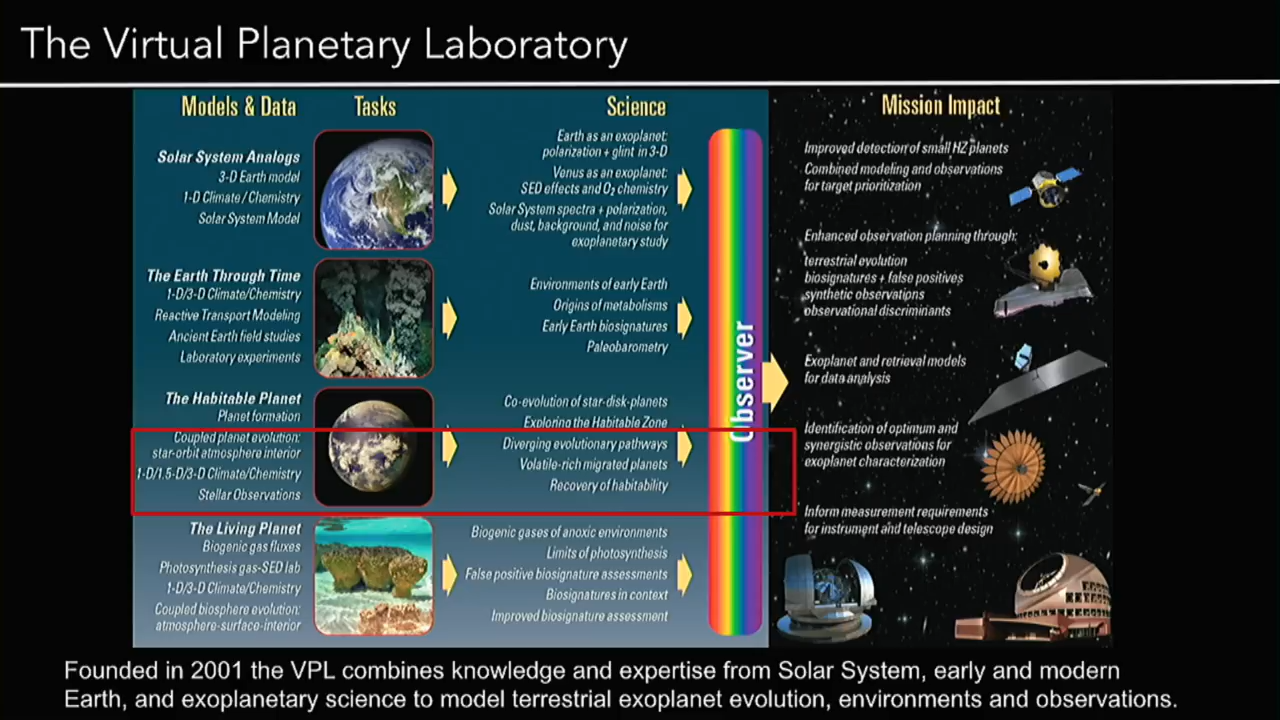 The Virtual Planetary Laboratory
Models & Data
Tasks
Science
Mission Impact
Solar System Analogs
3-D Earth model
1-D Climate / Chemistry
Solar System Model
Earth as an exoplanet:
polarization + glint in 3-D
Venus as an exoplanet:
SED effects and O₂ chemistry
Solar System spectra + polarization,
dust, background, and noise for
exoplanetary study
The Earth Through Time
1-D/3-D Climate/Chemistry
Reactive Transport Modeling
Ancient Earth field studies
Laboratory experiments
Environments of early Earth
Origins of metabolisms
Early Earth biosignatures
Paleobarometry
The Habitable Planet
Planet formation
Coupled planet evolution:
star-orbit atmosphere interior
1-D/1.5-D/3-D Climate/Chemistry
Stellar Observations
Co-evolution of star-disk-planets
Exploring the Habitable Zone
Diverging evolutionary pathways
Volatile-rich migrated planets
Recovery of habitability
The Living Planet
Biogenic gas fluxes
Photosynthesis gas-SED lab
1-D/3-D Climate/Chemistry
Coupled biosphere evolution:
atmosphere-surface-interior
Biogenic gases of anoxic environments
Limits of photosynthesis
False positive biosignature assessments
Biosignatures in context
Improved biosignature assessment
Observer
Improved detection of small HZ planets
Combined modeling and observations
for target prioritization
Enhanced observation planning through:
terrestrial evolution
biosignatures + false positives
synthetic observations
observational discriminants
Exoplanet and retrieval models
for data analysis
Identification of optimum and
synergistic observations for
exoplanet characterization
Inform measurement requirements
for instrument and telescope design
Founded in 2001 the VPL combines knowledge and expertise from Solar System, early and modern
Earth, and exoplanetary science to model terrestrial exoplanet evolution, environments and observations.